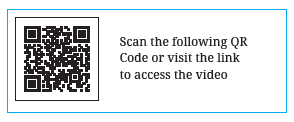 Scan the following QR
Code or visit the link
to access the video